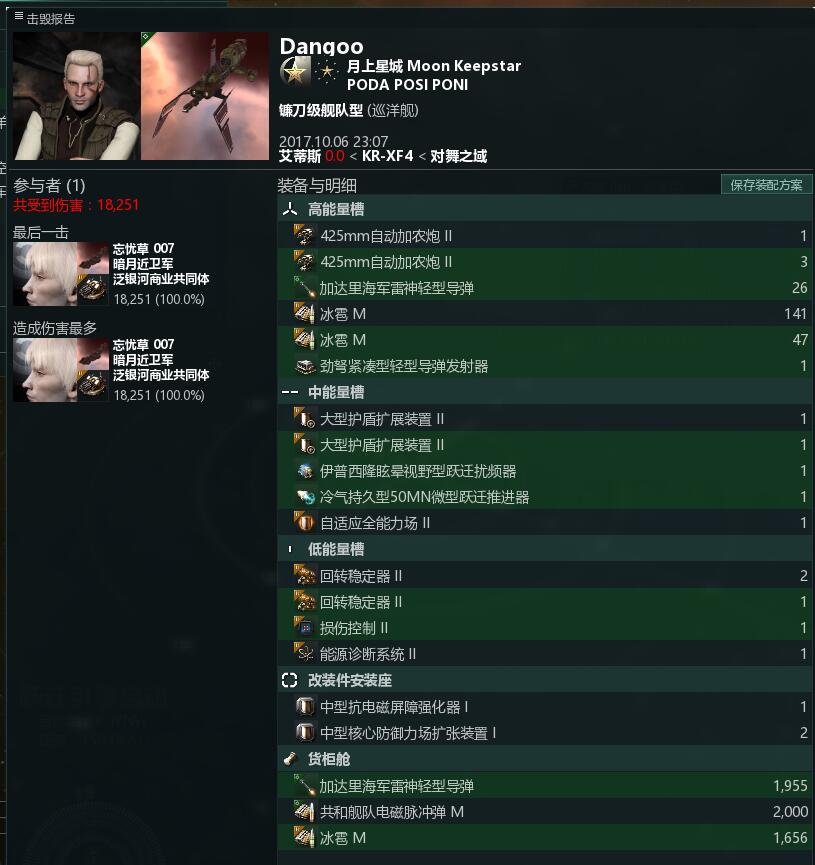 击毁报告
Dangoo
月上星城 Moon Keepstar
PODA POSI PONI
镰刀级舰队型 (巡洋舰)
2017.10.06 23:07
艾蒂斯 0.0 < KR-XF4 < 对舞之域
参与者 (1)
共受到伤害：18,251
最后一击
忘忧草 007
暗月近卫军
泛银河商业共同体
18,251 (100.0%)
造成伤害最多
忘忧草 007
暗月近卫军
泛银河商业共同体
18,251 (100.0%)
装备与明细
保存装配方案
高能量槽
425mm自动加农炮 II 1
425mm自动加农炮 II 3
加达里海军雷神轻型导弹 26
冰雹 M 141
冰雹 M 47
劲弩紧凑型轻型导弹发射器 1
中能量槽
大型护盾扩展装置 II 1
大型护盾扩展装置 II 1
伊普西隆眩晕视野型跃迁扰频器 1
冷气持久型50MN微型跃迁推进器 1
自适应全能力场 II 1
低能量槽
回转稳定器 II 2
回转稳定器 II 1
损伤控制 II 1
能源诊断系统 II 1
改装件安装座
中型抗电磁屏障强化器 I 1
中型核心防御力场扩张装置 I 2
货柜舱
加达里海军雷神轻型导弹 1,955
共和舰队电磁脉冲弹 M 2,000
冰雹 M 1,656